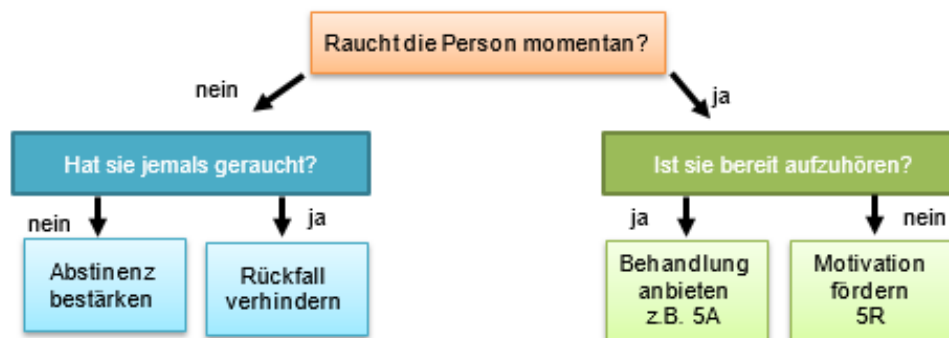 Raucht die Person momentan?
nein
ja
Hat sie jemals geraucht?
Ist sie bereit aufzuhören?
nein
ja
ja
nein
Abstinenz
bestärken
Rückfall
verhindern
Behandlung
anbieten
z.B. 5A
Motivation
fördern
5R